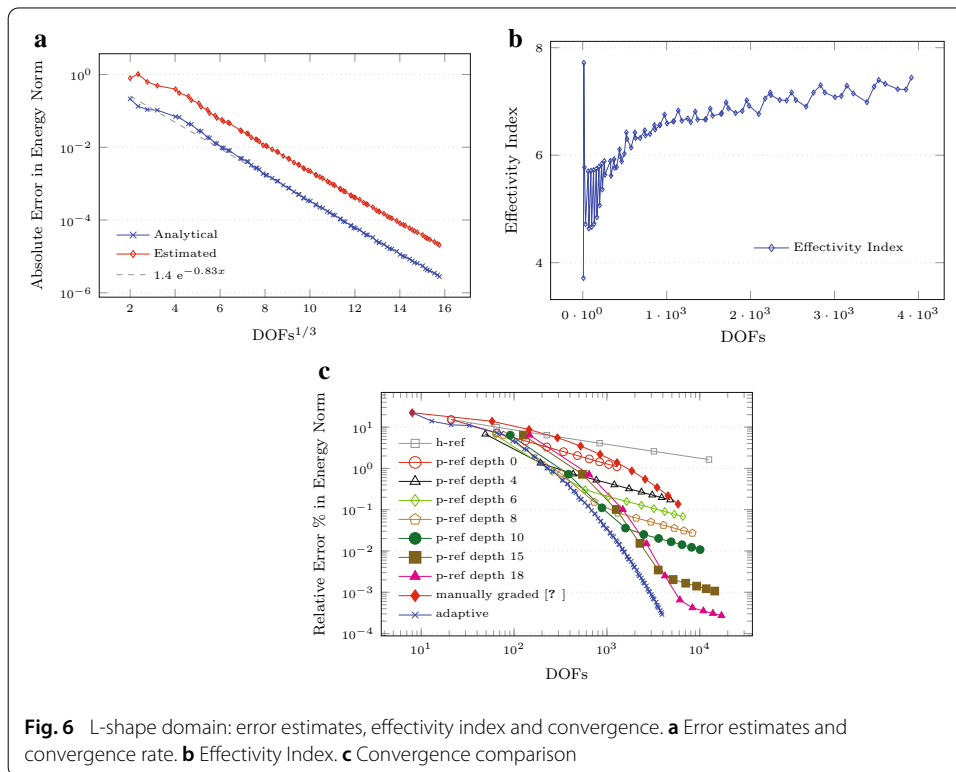 a
Absolute Error in Energy Norm
10^0
10^−2
10^−4
10^−6
Analytical
Estimated
1.4 e^−0.83x
2 4 6 8 10 12 14 16
DOFs^1/3
b
Effectivity Index
8
6
4
Effectivity Index
0 · 10^0 1 · 10^3 2 · 10^3 3 · 10^3 4 · 10^3
DOFs
c
Relative Error % in Energy Norm
10^1
10^0
10^−1
10^−2
10^−3
10^−4
h-ref
p-ref depth 0
p-ref depth 4
p-ref depth 6
p-ref depth 8
p-ref depth 10
p-ref depth 15
p-ref depth 18
manually graded [? ]
adaptive
10^1 10^2 10^3 10^4
DOFs
Fig. 6 L-shape domain: error estimates, effectivity index and convergence. a Error estimates and
convergence rate. b Effectivity Index. c Convergence comparison